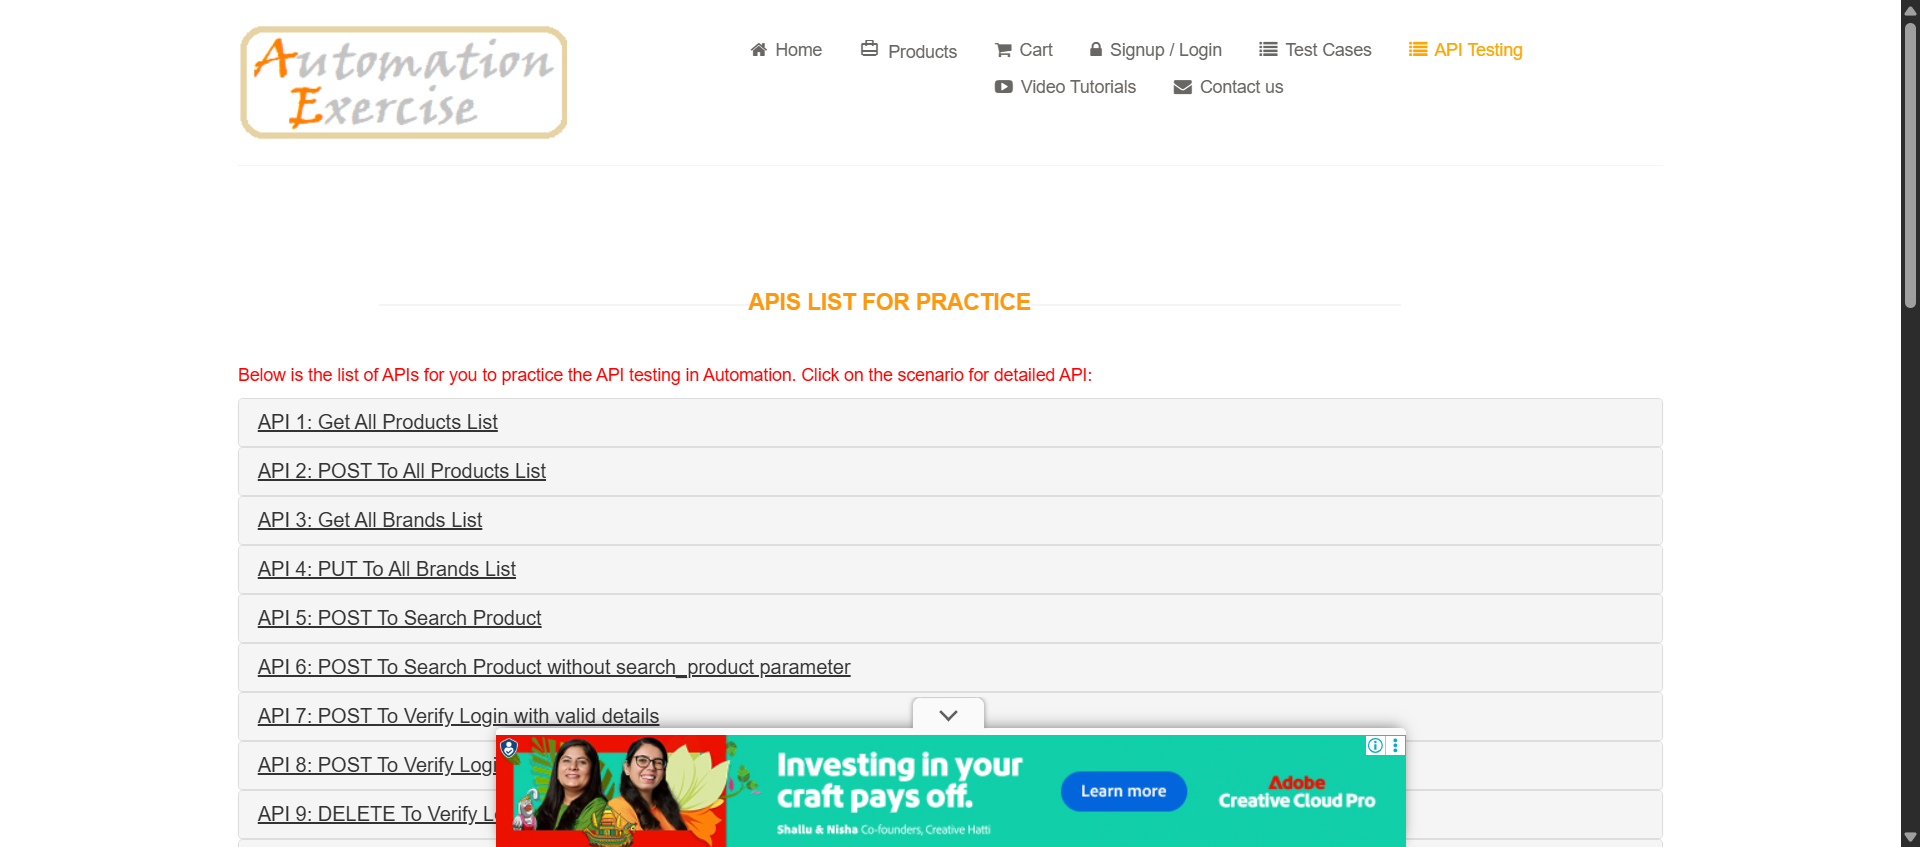 Automation
Exercise
Home
Products
Cart
Signup / Login
Test Cases
API Testing
Video Tutorials
Contact us
APIS LIST FOR PRACTICE
Below is the list of APIs for you to practice the API testing in Automation. Click on the scenario for detailed API:
API 1: Get All Products List
API 2: POST To All Products List
API 3: Get All Brands List
API 4: PUT To All Brands List
API 5: POST To Search Product
API 6: POST To Search Product without search_product parameter
API 7: POST To Verify Login with valid details
API 8: POST To Verify Logi
API 9: DELETE To Verify L
Investing in your
craft pays off.
Shallu & Nisha Co-founders, Creative Hatti
Learn more
Adobe
Creative Cloud Pro